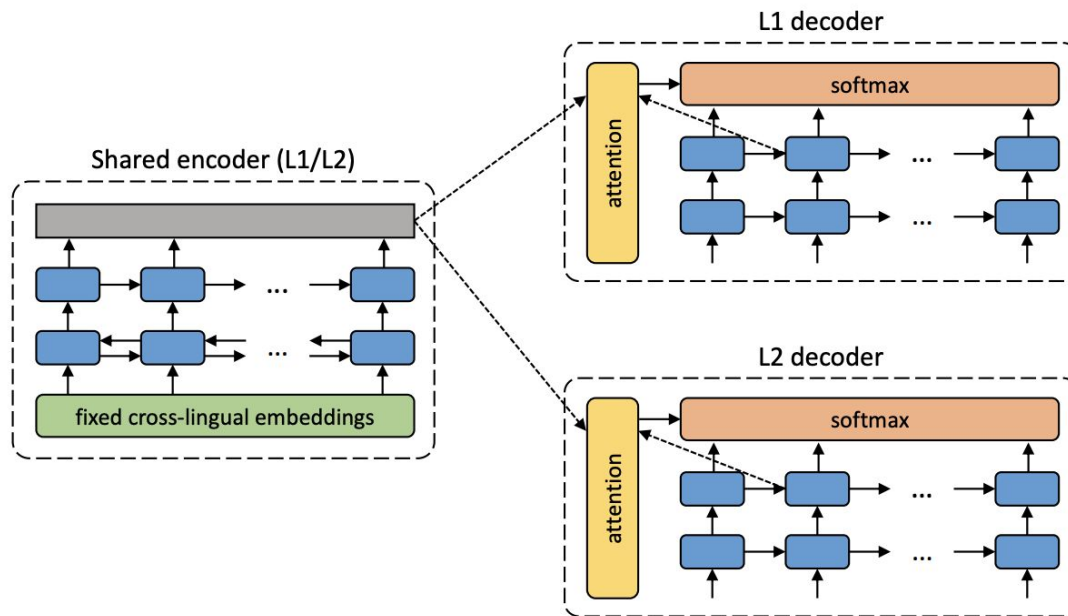 Shared encoder (L1/L2)
...
...
fixed cross-lingual embeddings
L1 decoder
attention
softmax
...
...
L2 decoder
attention
softmax
...
...